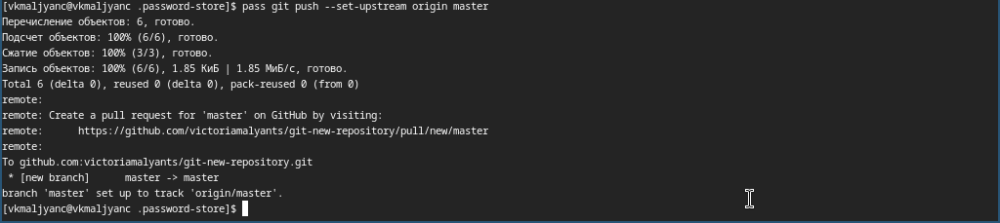 [vkmaljyanc@vkmaljyanc .password-store]$ pass git push --set-upstream origin master
Перечисление объектов: 6, готово.
Подсчет объектов: 100% (6/6), готово.
Сжатие объектов: 100% (3/3), готово.
Запись объектов: 100% (6/6), 1.85 КиБ | 1.85 МиБ/с, готово.
Total 6 (delta 0), reused 0 (delta 0), pack-reused 0 (from 0)
remote:
remote: Create a pull request for 'master' on GitHub by visiting:
remote:      https://github.com/victoriamalyants/git-new-repository/pull/new/master
remote:
To github.com:victoriamalyants/git-new-repository.git
 * [new branch]      master -> master
branch 'master' set up to track 'origin/master'.
[vkmaljyanc@vkmaljyanc .password-store]$